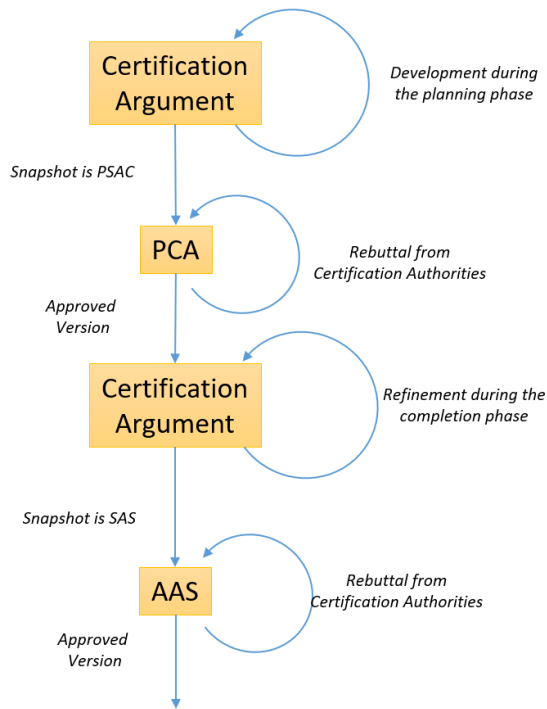 Certification
Argument
Development during
the planning phase
Snapshot is PSAC
PCA
Rebuttal from
Certification Authorities
Approved
Version
Certification
Argument
Refinement during the
completion phase
Snapshot is SAS
AAS
Rebuttal from
Certification Authorities
Approved
Version